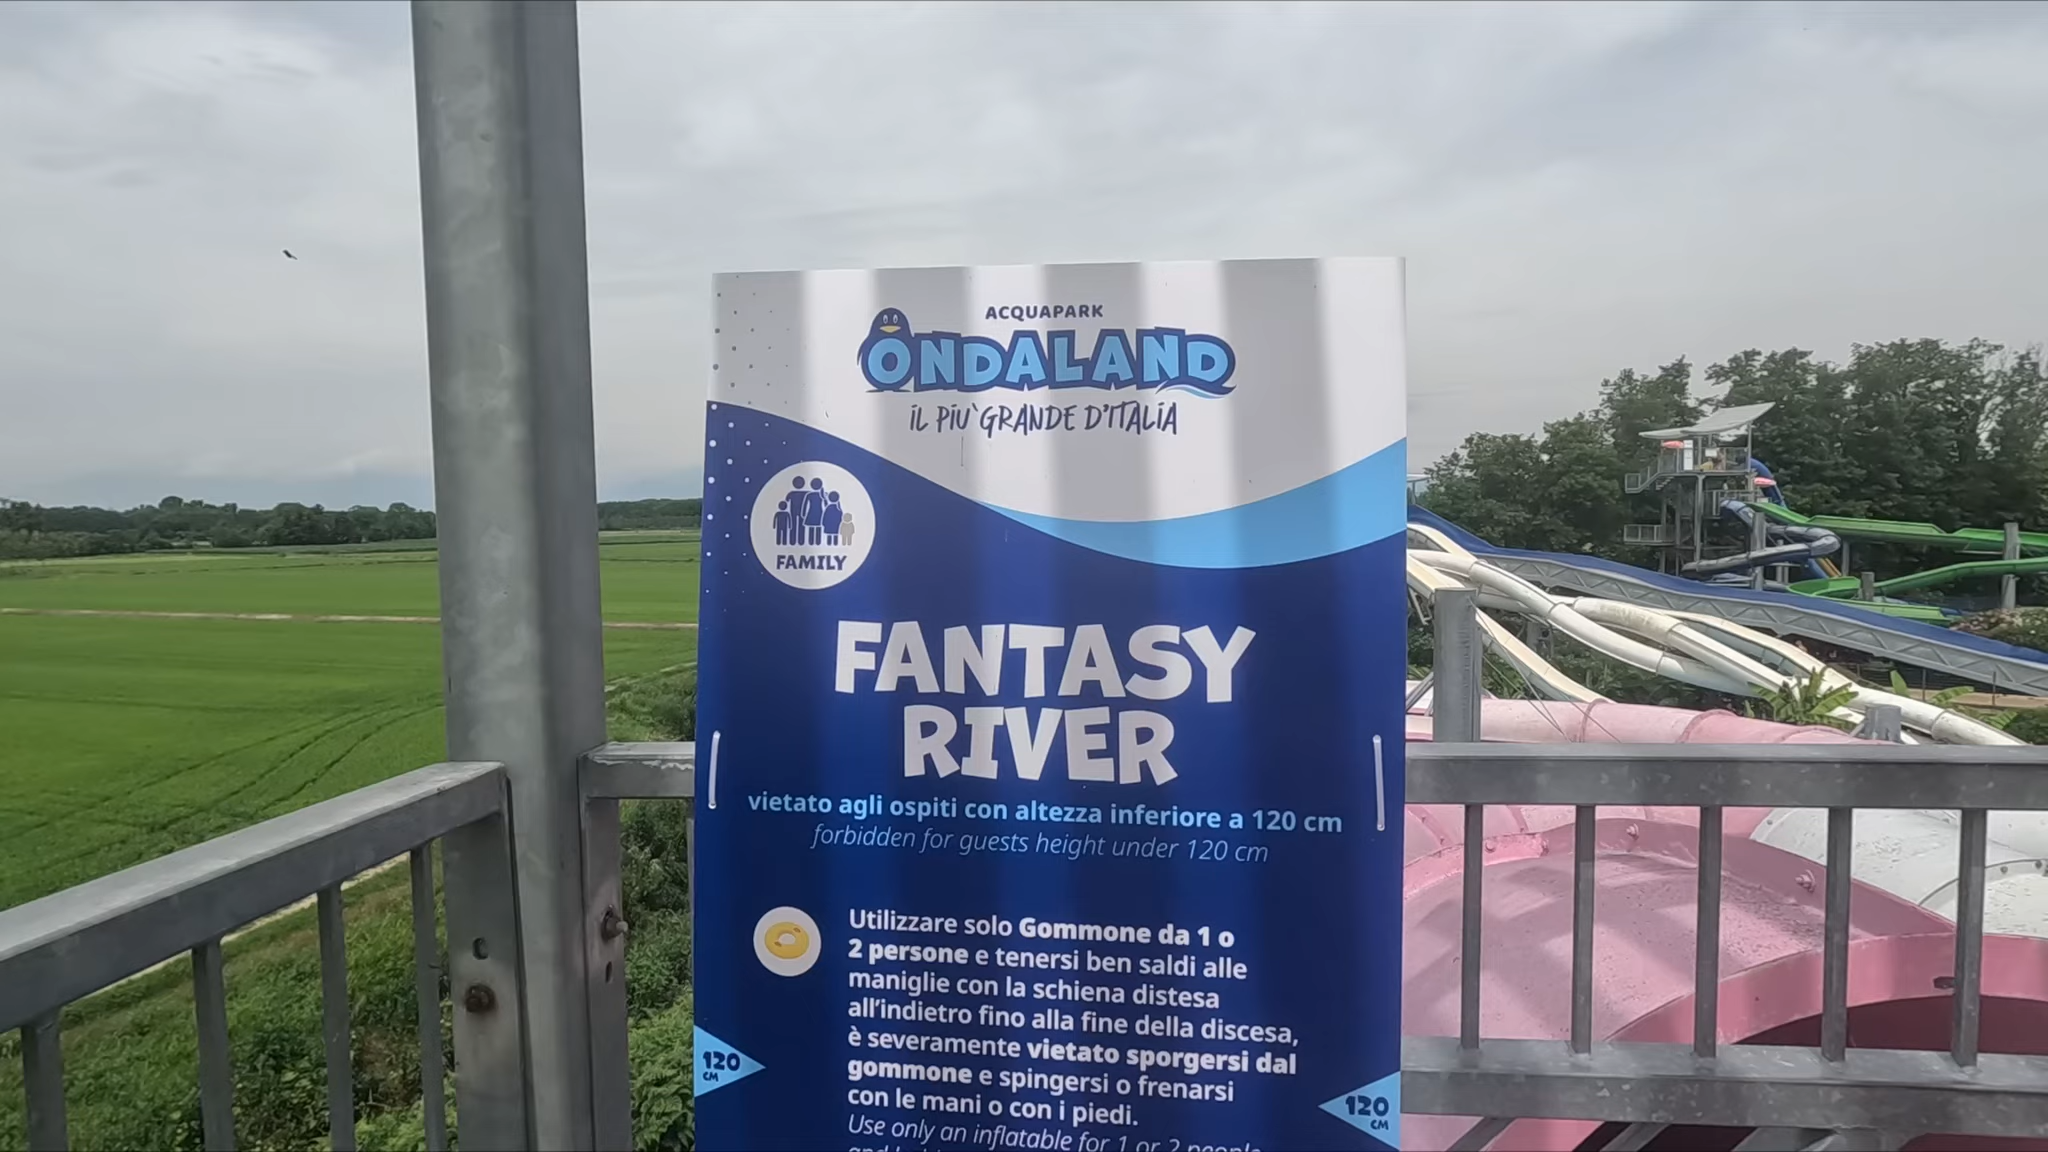 ACQUAPARK
ONDALAND
IL PIU' GRANDE D'ITALIA
FAMILY
FANTASY
RIVER
vietato agli ospiti con altezza inferiore a 120 cm
forbidden for guests height under 120 cm
Utilizzare solo Gommone da 1 o
2 persone e tenersi ben saldi alle
maniglie con la schiena distesa
all'indietro fino alla fine della discesa,
è severamente vietato sporgersi dal
gommone e spingersi o frenarsi
con le mani o con i piedi.
Use only an inflatable for 1 or 2 people
120
CM
120
CM